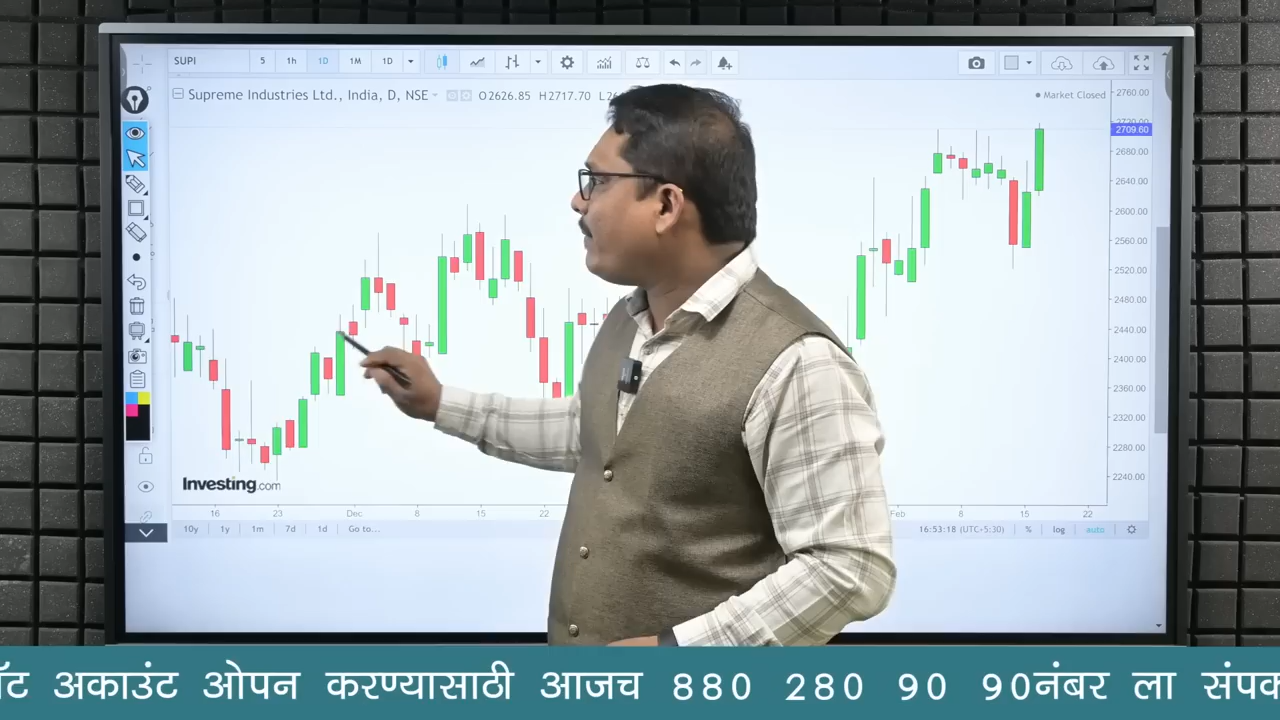 SUPI 5 1h 1D 1M 1D
Supreme Industries Ltd., India, D, NSE O2626.85 H2717.70 L26
Market Closed
2760.00
2720.00
2709.60
2680.00
2640.00
2600.00
2560.00
2520.00
2480.00
2440.00
2400.00
2360.00
2320.00
2280.00
2240.00
Investing.com
16 23 Dec 8 15 22 Feb 8 15 22
10y 1y 1m 7d 1d Go to... 16:53:18 (UTC+5:30) % log auto
ॉट अकाउंट ओपन करण्यासाठी आजच 880 280 90 90नंबर ला संपक